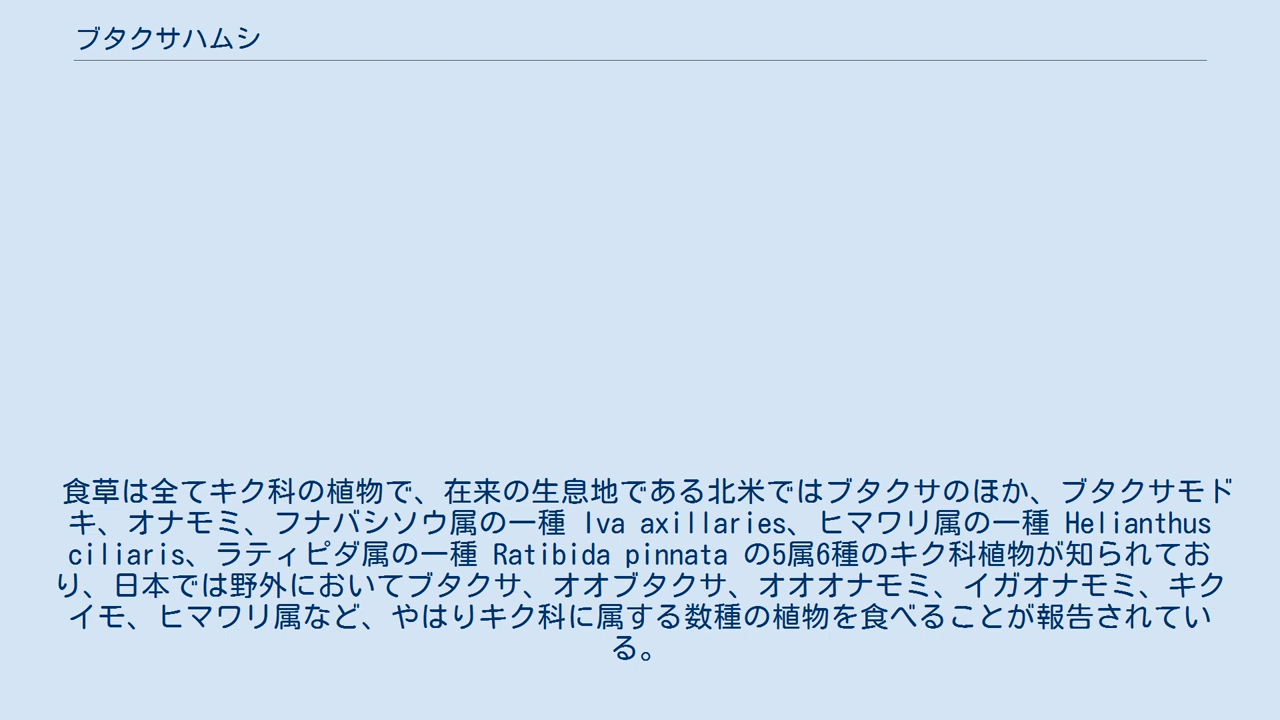 ブタクサハムシ
食草は全てキク科の植物で、在来の生息地である北米ではブタクサのほか、ブタクサモド
キ、オナモミ、フナバシソウ属の一種 Iva axillaries、ヒマワリ属の一種 Helianthus
ciliaris、ラティピダ属の一種 Ratibida pinnata の5属6種のキク科植物が知られてお
り、日本では野外においてブタクサ、オオブタクサ、オオオナモミ、イガオナモミ、キク
イモ、ヒマワリ属など、やはりキク科に属する数種の植物を食べることが報告されてい
る。